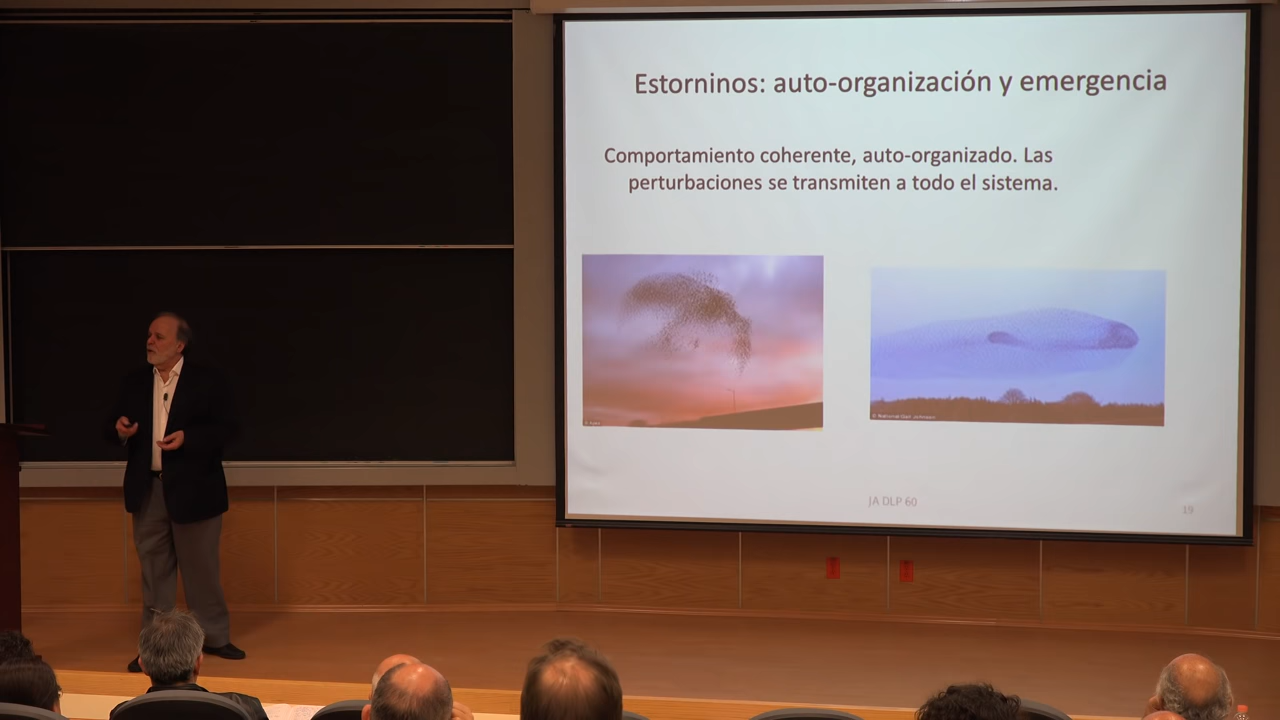 Estorninos: auto-organización y emergencia
Comportamiento coherente, auto-organizado. Las
perturbaciones se transmiten a todo el sistema.
JA DLP 60
19